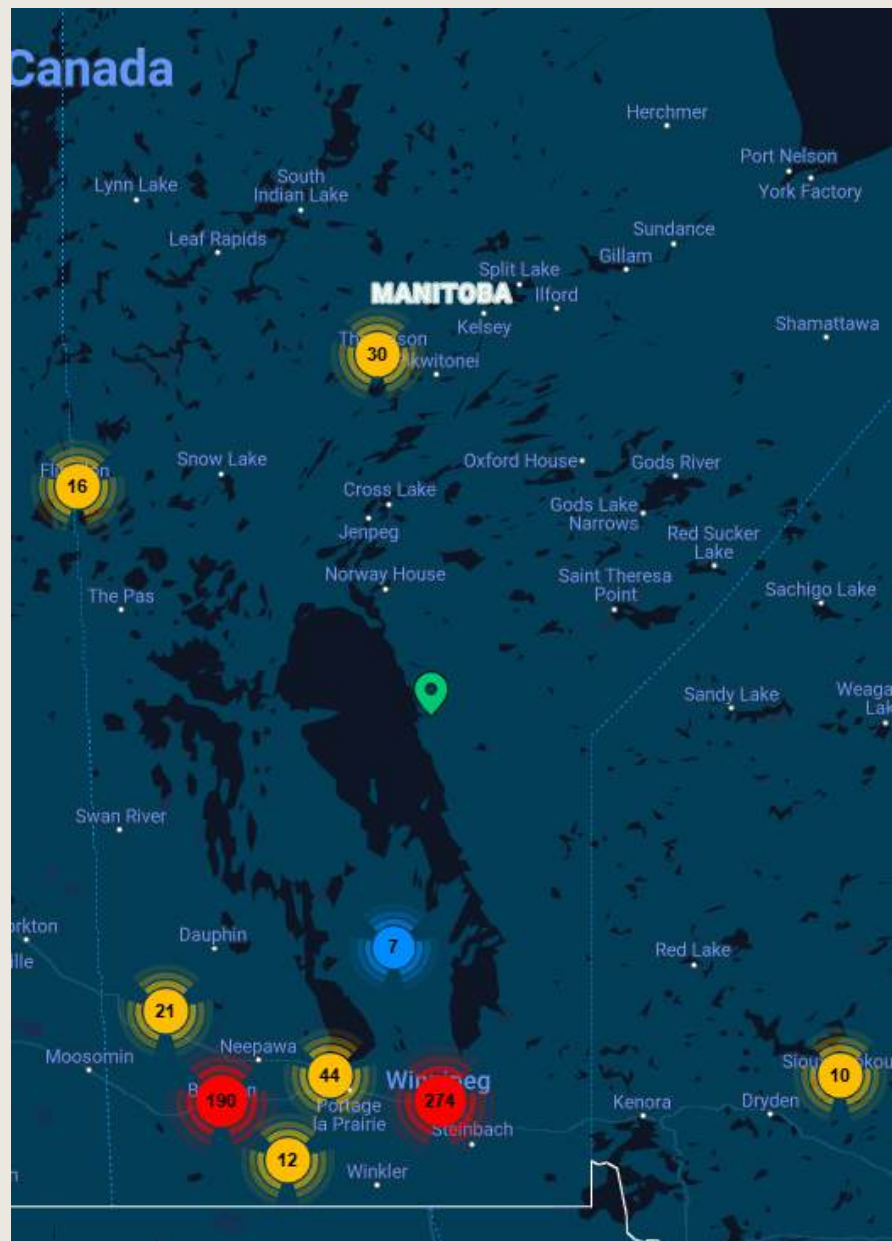 Canada
Herchmer
Port Nelson
York Factory
Lynn Lake
South
Indian Lake
Leaf Rapids
Sundance
Gillam
Split Lake
MANITOBA
Ilford
Kelsey
Shamattawa
30
16
Snow Lake
Oxford House
Gods River
Cross Lake
Gods Lake
Narrows
Jenpeg
Red Sucker
Lake
Norway House
Saint Theresa
Point
The Pas
Sachigo Lake
Sandy Lake
Swan River
Dauphin
7
Red Lake
21
Neepawa
Moosomin
44
Winnipeg
10
190
274
Portage
la Prairie
Kenora
Dryden
Steinbach
12
Winkler